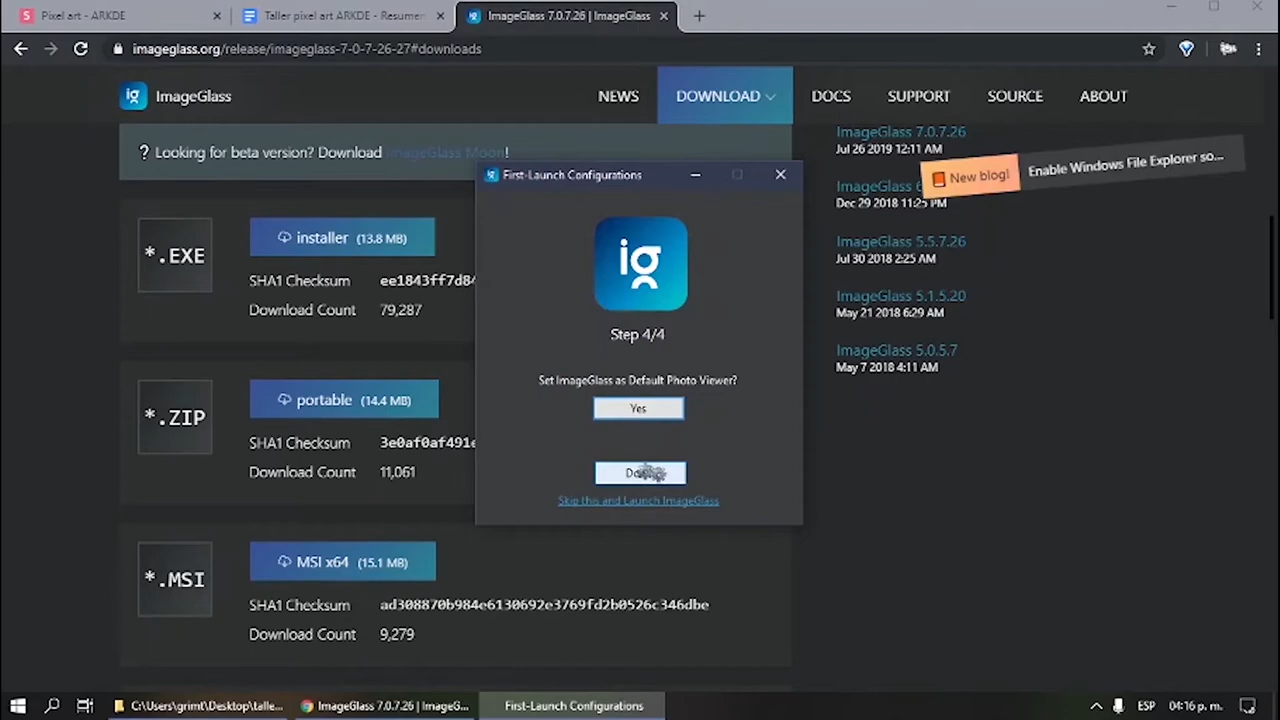 Pixel art - ARKDE
Taller pixel art ARKDE - Resumen
ImageGlass 7.0.7.26 | ImageGlass
imageglass.org/release/imageglass-7-0-7-26-27#downloads
ig ImageGlass
NEWS
DOWNLOAD
DOCS
SUPPORT
SOURCE
ABOUT
? Looking for beta version? Download ImageGlass Moon!
*.EXE
installer (13.8 MB)
SHA1 Checksum ee1843ff7d84
Download Count 79,287
*.ZIP
portable (14.4 MB)
SHA1 Checksum 3e0af0af491e
Download Count 11,061
*.MSI
MSI x64 (15.1 MB)
SHA1 Checksum ad308870b984e6130692e3769fd2b0526c346dbe
Download Count 9,279
First-Launch Configurations
ig
Step 4/4
Set ImageGlass as Default Photo Viewer?
Yes
Skip this and Launch ImageGlass
ImageGlass 7.0.7.26
Jul 26 2019 12:11 AM
New blog! Enable Windows File Explorer so...
ImageGlass
Dec 29 2018 11:25 PM
ImageGlass 5.5.7.26
Jul 30 2018 2:25 AM
ImageGlass 5.1.5.20
May 21 2018 6:29 AM
ImageGlass 5.0.5.7
May 7 2018 4:11 AM
C:\Users\grimt\Desktop\talle...
ImageGlass 7.0.7.26 | ImageG...
First-Launch Configurations
ESP
04:16 p. m.